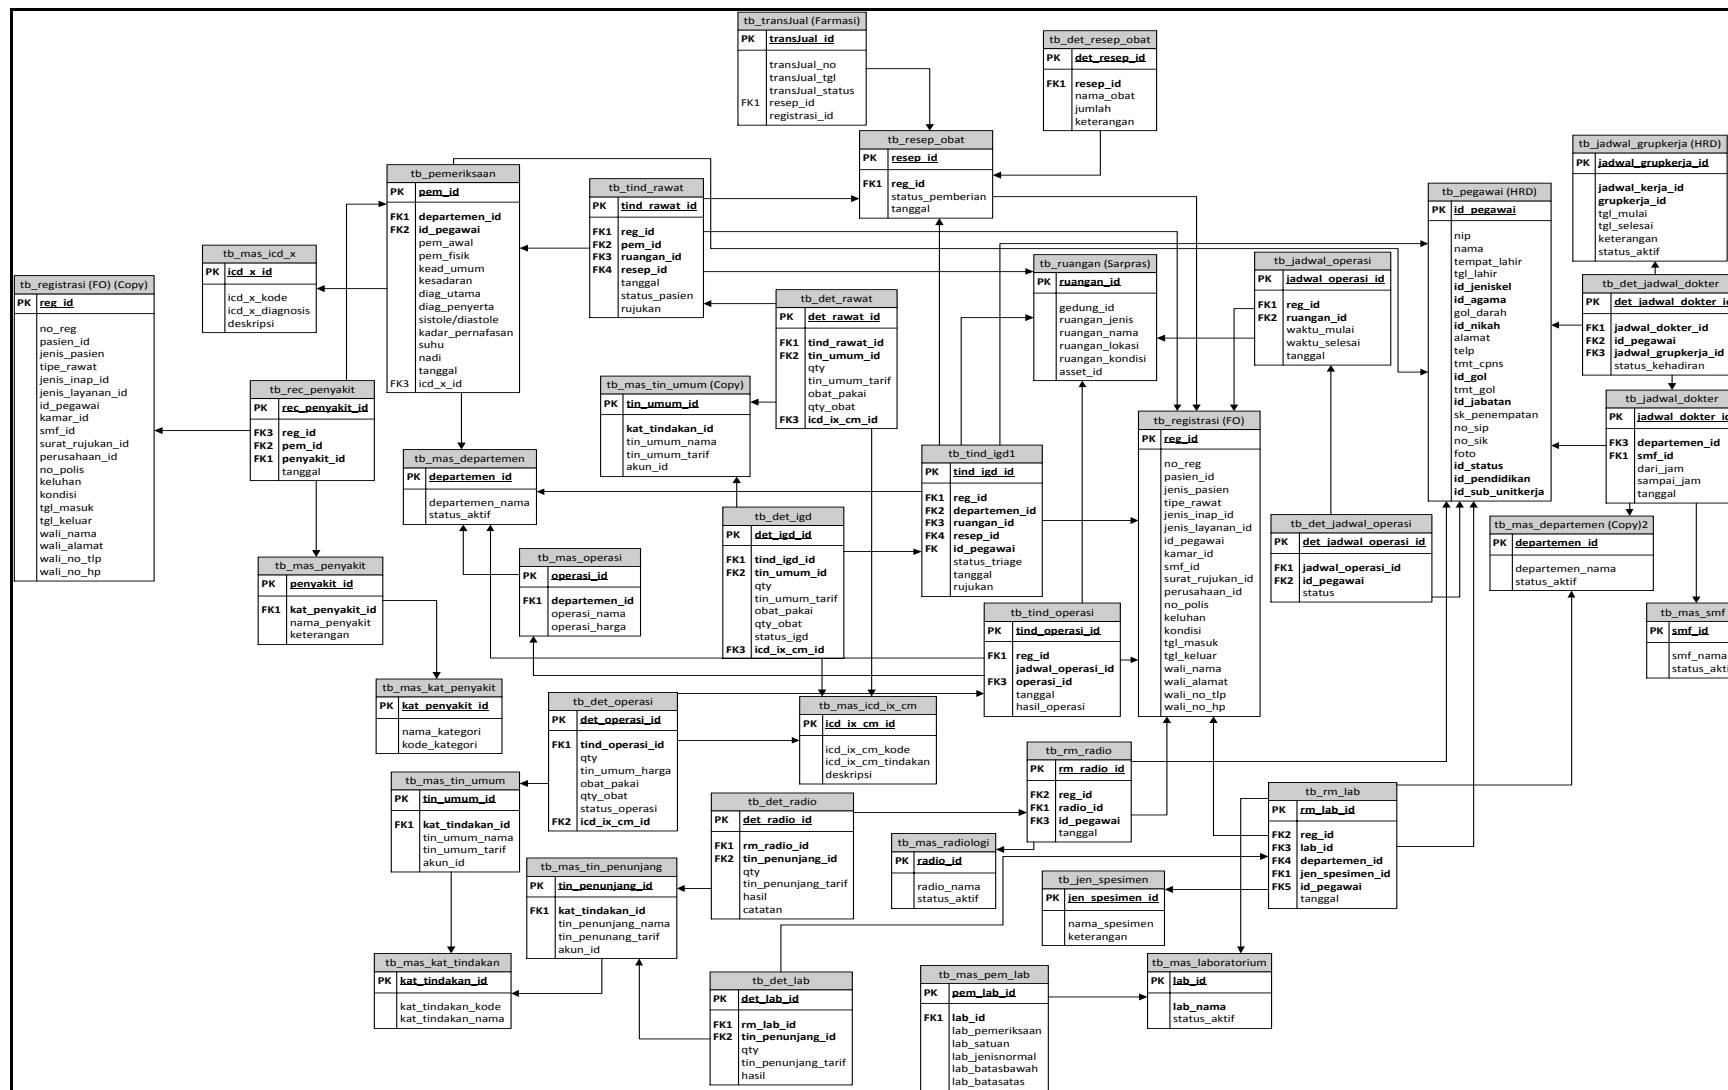 tb_transJual (Farmasi)
PK transJual_id
transJual_no
transJual_tgl
transJual_status
FK1 resep_id
registrasi_id
tb_det_resep_obat
PK det_resep_id
FK1 resep_id
nama_obat
jumlah
keterangan
tb_resep_obat
PK resep_id
FK1 reg_id
status_pemberian
tanggal
tb_jadwal_grupkerja (HRD)
PK jadwal_grupkerja_id
jadwal_kerja_id
grupkerja_id
tgl_mulai
tgl_selesai
keterangan
status_aktif
tb_pemeriksaan
PK pem_id
FK1 departemen_id
FK2 id_pegawai
pem_awal
pem_fisik
kead_umum
kesadaran
diag_utama
diag_penyerta
sistole/diastole
kadar_pernafasan
suhu
nadi
tanggal
FK3 icd_x_id
tb_tind_rawat
PK tind_rawat_id
FK1 reg_id
FK2 pem_id
FK3 ruangan_id
FK4 resep_id
tanggal
status_pasien
rujukan
tb_pegawai (HRD)
PK id_pegawai
nip
nama
tempat_lahir
tgl_lahir
id_jeniskel
id_agama
gol_darah
id_nikah
alamat
telp
tmt_cpns
id_gol
tmt_gol
id_jabatan
sk_penempatan
no_sip
no_sik
foto
id_status
id_pendidikan
id_sub_unitkerja
tb_mas_icd_x
PK icd_x_id
icd_x_kode
icd_x_diagnosis
deskripsi
tb_ruangan (Sarpras)
PK ruangan_id
gedung_id
ruangan_jenis
ruangan_nama
ruangan_lokasi
ruangan_kondisi
asset_id
tb_jadwal_operasi
PK jadwal_operasi_id
FK1 reg_id
FK2 ruangan_id
waktu_mulai
waktu_selesai
tanggal
tb_registrasi (FO) (Copy)
PK reg_id
no_reg
pasien_id
jenis_pasien
tipe_rawat
jenis_inap_id
jenis_layanan_id
id_pegawai
kamar_id
smf_id
surat_rujukan_id
perusahaan_id
no_polis
keluhan
kondisi
tgl_masuk
tgl_keluar
wali_nama
wali_alamat
wali_no_tlp
wali_no_hp
tb_det_jadwal_dokter
PK det_jadwal_dokter_id
FK1 jadwal_dokter_id
FK2 id_pegawai
FK3 jadwal_grupkerja_id
status_kehadiran
tb_det_rawat
PK det_rawat_id
FK1 tind_rawat_id
FK2 tin_umum_id
qty
tin_umum_tarif
obat_pakai
qty_obat
FK3 icd_ix_cm_id
tb_rec_penyakit
PK rec_penyakit_id
FK3 reg_id
FK2 pem_id
FK1 penyakit_id
tanggal
tb_mas_tin_umum (Copy)
PK tin_umum_id
kat_tindakan_id
tin_umum_nama
tin_umum_tarif
akun_id
tb_jadwal_dokter
PK jadwal_dokter_id
FK3 departemen_id
FK1 smf_id
dari_jam
sampai_jam
tanggal
tb_registrasi (FO)
PK reg_id
no_reg
pasien_id
jenis_pasien
tipe_rawat
jenis_inap_id
jenis_layanan_id
id_pegawai
kamar_id
smf_id
surat_rujukan_id
perusahaan_id
no_polis
keluhan
kondisi
tgl_masuk
tgl_keluar
wali_nama
wali_alamat
wali_no_tlp
wali_no_hp
tb_mas_departemen
PK departemen_id
departemen_nama
status_aktif
tb_tind_igd1
PK tind_igd_id
FK1 reg_id
FK2 departemen_id
FK3 ruangan_id
FK4 resep_id
FK id_pegawai
status_triage
tanggal
rujukan
tb_det_igd
PK det_igd_id
FK1 tind_igd_id
FK2 tin_umum_id
qty
tin_umum_tarif
obat_pakai
qty_obat
status_igd
FK3 icd_ix_cm_id
tb_det_jadwal_operasi
PK det_jadwal_operasi_id
FK1 jadwal_operasi_id
FK2 id_pegawai
status
tb_mas_departemen (Copy)2
PK departemen_id
departemen_nama
status_aktif
tb_mas_operasi
PK operasi_id
FK1 departemen_id
operasi_nama
operasi_harga
tb_mas_penyakit
PK penyakit_id
FK1 kat_penyakit_id
nama_penyakit
keterangan
tb_tind_operasi
PK tind_operasi_id
FK1 reg_id
jadwal_operasi_id
FK3 operasi_id
tanggal
hasil_operasi
tb_mas_smf
PK smf_id
smf_nama
status_akti
tb_mas_kat_penyakit
PK kat_penyakit_id
nama_kategori
kode_kategori
tb_det_operasi
PK det_operasi_id
FK1 tind_operasi_id
qty
tin_umum_harga
obat_pakai
qty_obat
status_operasi
FK2 icd_ix_cm_id
tb_mas_icd_ix_cm
PK icd_ix_cm_id
icd_ix_cm_kode
icd_ix_cm_tindakan
deskripsi
tb_rm_radio
PK rm_radio_id
FK2 reg_id
FK1 radio_id
FK3 id_pegawai
tanggal
tb_mas_tin_umum
PK tin_umum_id
FK1 kat_tindakan_id
tin_umum_nama
tin_umum_tarif
akun_id
tb_rm_lab
PK rm_lab_id
FK2 reg_id
FK3 lab_id
FK4 departemen_id
FK1 jen_spesimen_id
FK5 id_pegawai
tanggal
tb_det_radio
PK det_radio_id
FK1 rm_radio_id
FK2 tin_penunjang_id
qty
tin_penunjang_tarif
hasil
catatan
tb_mas_radiologi
PK radio_id
radio_nama
status_aktif
tb_mas_tin_penunjang
PK tin_penunjang_id
FK1 kat_tindakan_id
tin_penunjang_nama
tin_penunang_tarif
akun_id
tb_jen_spesimen
PK jen_spesimen_id
nama_spesimen
keterangan
tb_mas_kat_tindakan
PK kat_tindakan_id
kat_tindakan_kode
kat_tindakan_nama
tb_det_lab
PK det_lab_id
FK1 rm_lab_id
FK2 tin_penunjang_id
qty
tin_penunjang_tarif
hasil
tb_mas_pem_lab
PK pem_lab_id
FK1 lab_id
lab_pemeriksaan
lab_satuan
lab_jenisnormal
lab_batasbawah
lab_batasatas
tb_mas_laboratorium
PK lab_id
lab_nama
status_aktif